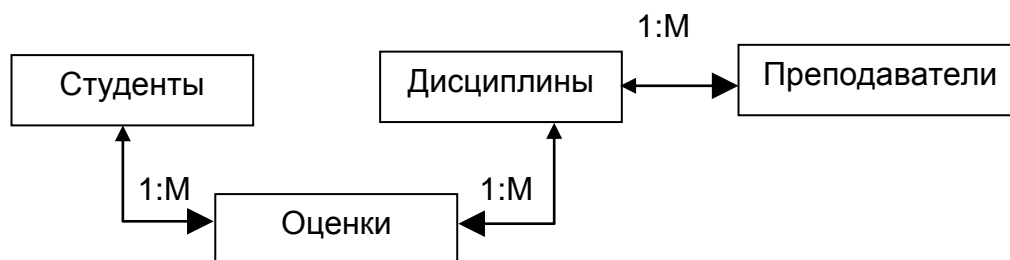 1:М
Студенты
Дисциплины
Преподаватели
1:М
1:М
Оценки